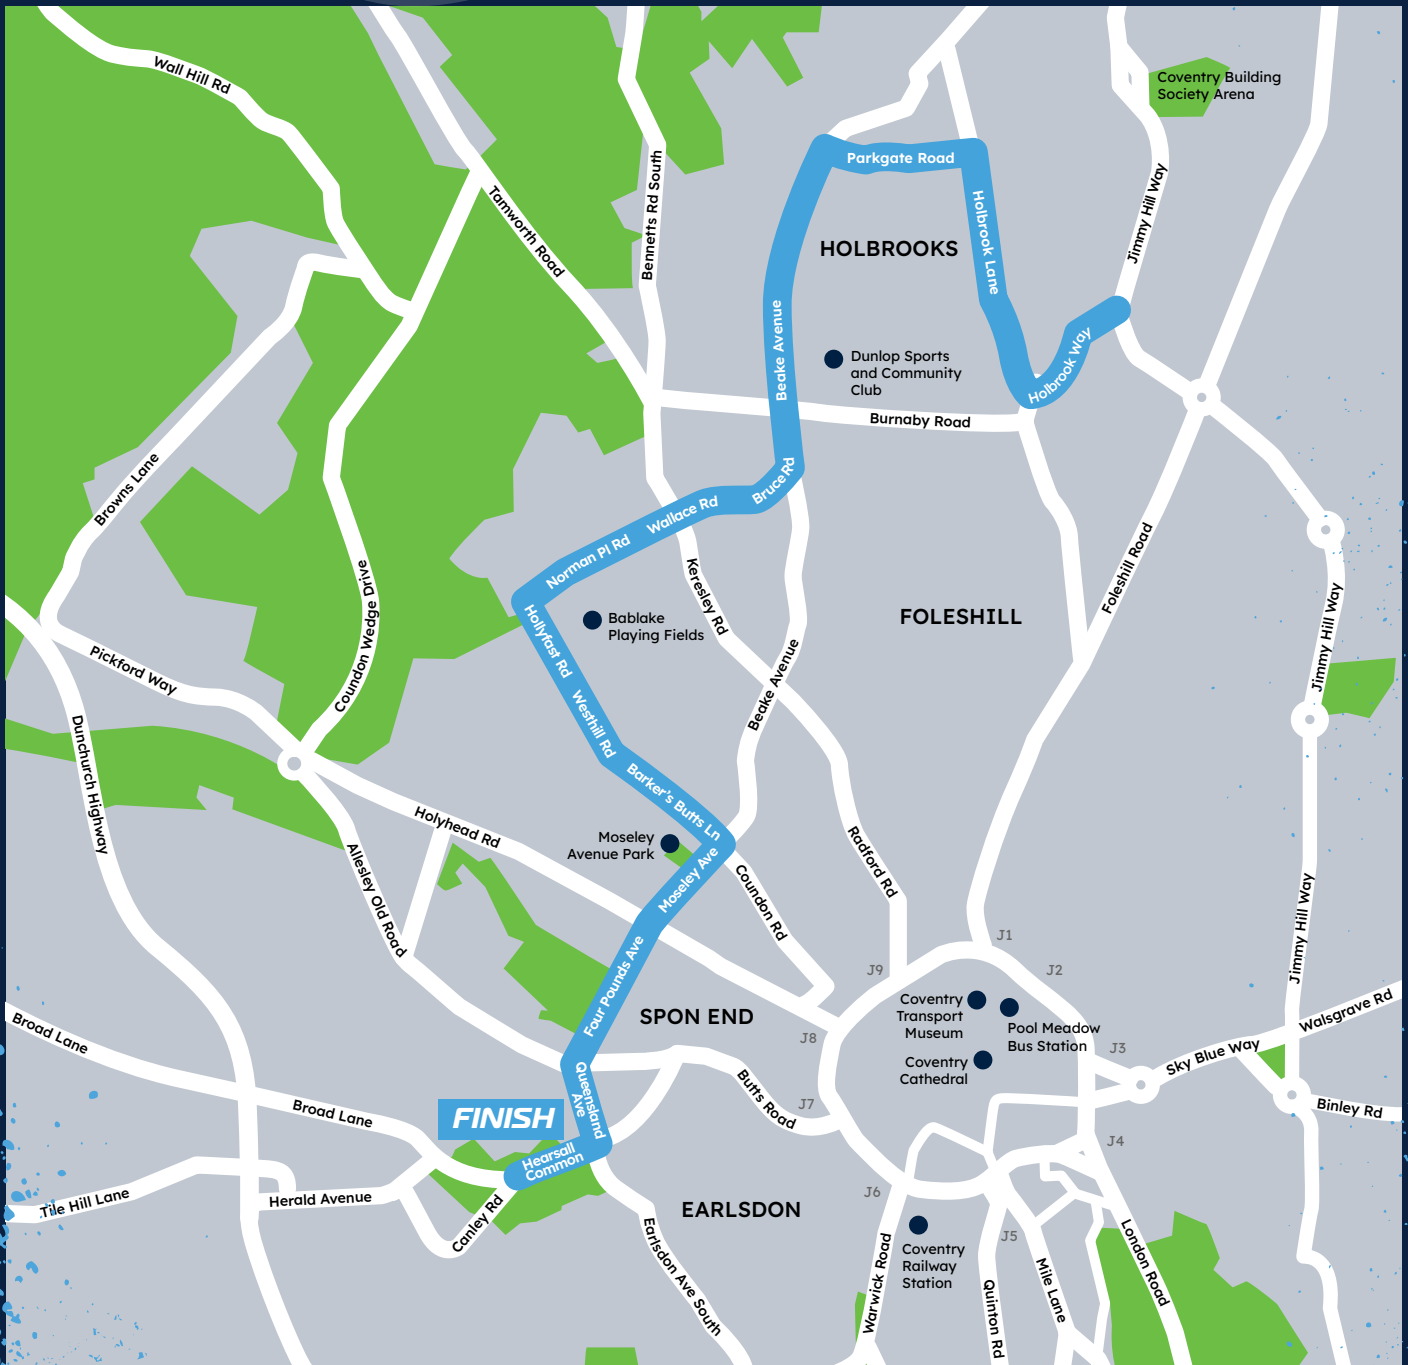 Wall Hill Rd
Coventry Building
Society Arena
Parkgate Road
Bennetts Rd South
Tamworth Road
Holbrook Lane
Jimmy Hill Way
HOLBROOKS
Beake Avenue
Dunlop Sports
and Community
Club
Holbrook Way
Burnaby Road
Browns Lane
Bruce Rd
Wallace Rd
Norman Pl Rd
Coundon Wedge Drive
Keresley Rd
Foleshill Road
Hollyfast Rd
Bablake
Playing Fields
FOLESHILL
Jimmy Hill Way
Pickford Way
Beake Avenue
Westhill Rd
Dunchurch Highway
Barker's Butts Ln
Holyhead Rd
Moseley
Avenue Park
Moseley Ave
Allesley Old Road
Coundon Rd
Radford Rd
Jimmy Hill Way
Four Pounds Ave
J1
J9
J2
Coventry
Transport
Museum
Pool Meadow
Bus Station
Walsgrave Rd
SPON END
Broad Lane
J8
J3
Sky Blue Way
Coventry
Cathedral
Queensland
Ave
Butts Road
J7
Binley Rd
Broad Lane
FINISH
J4
Hearsall
Common
Tile Hill Lane
Herald Avenue
J6
Canley Rd
EARLSDON
J5
Earlsdon Ave South
Coventry
Railway
Station
Warwick Road
Quinton Rd
Mile Lane
London Road